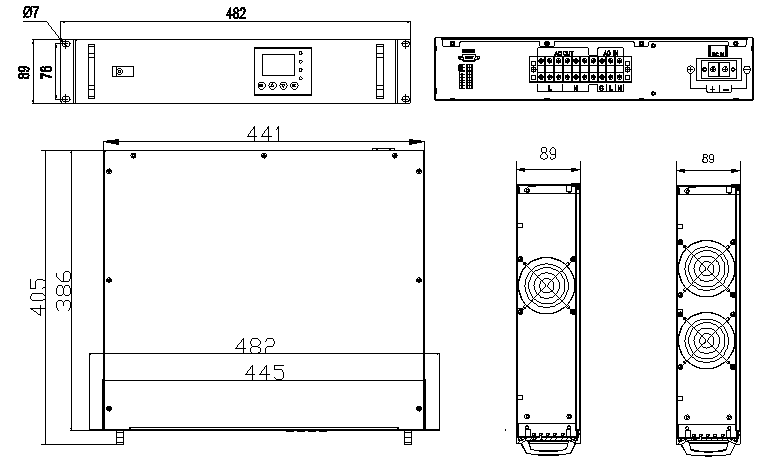 Ø7
482
89
76
AC OUT
AC IN
DC IN
L N G L N
+ −
441
405
386
482
445
89
89